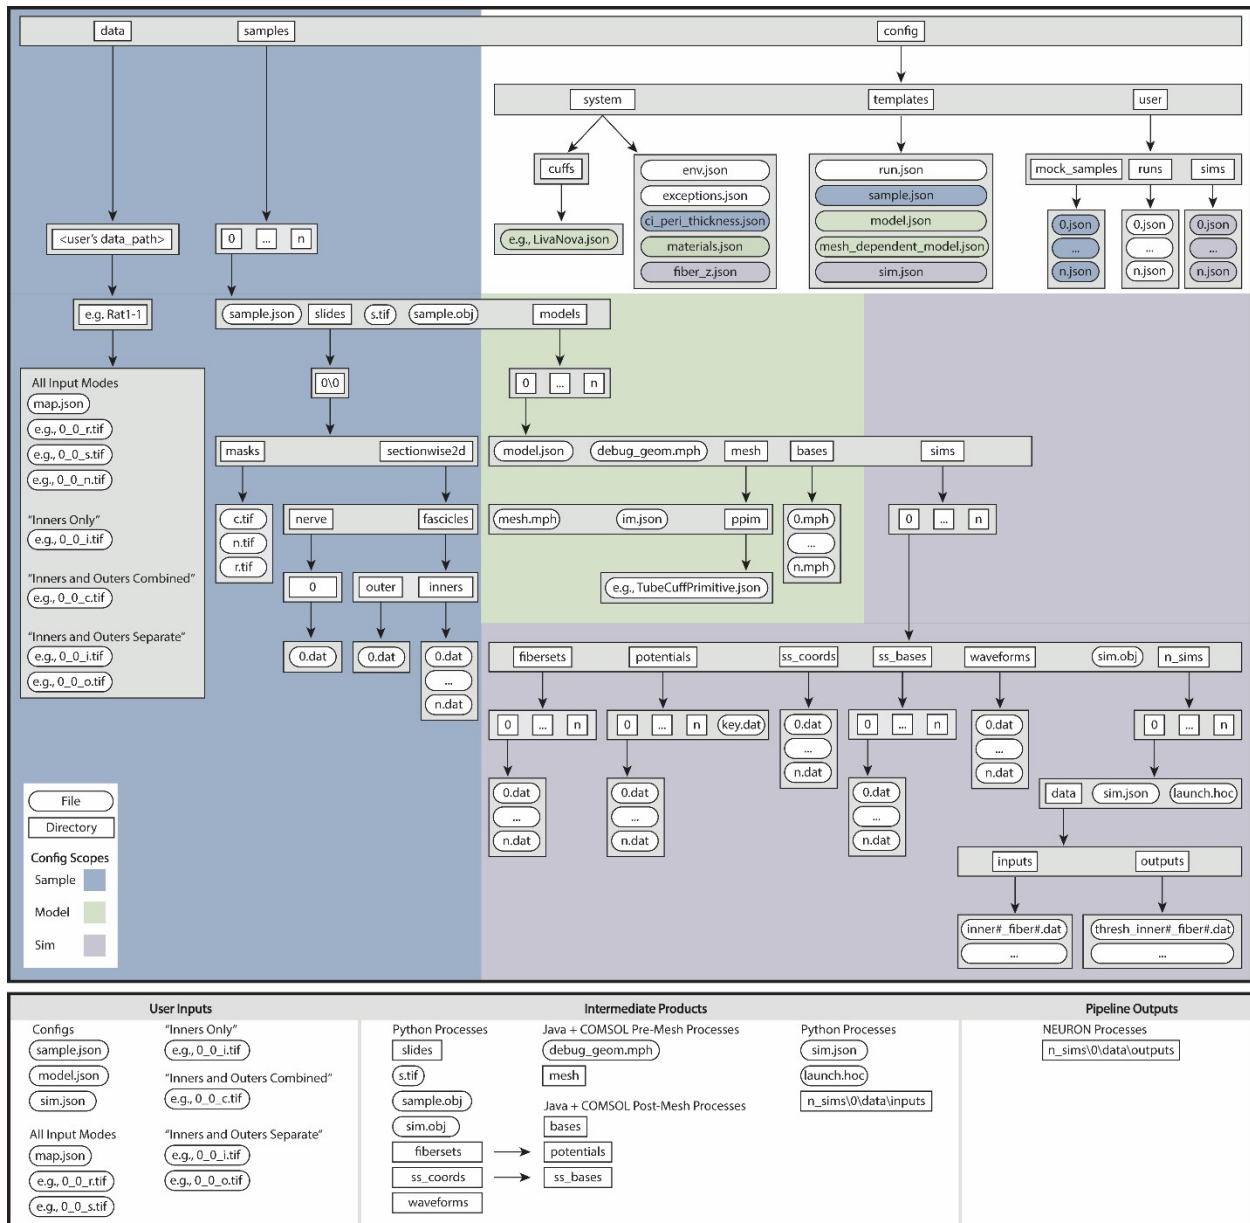 data samples config
system templates user
cuffs
env.json
exceptions.json
ci_peri_thickness.json
materials.json
fiber_z.json
run.json
sample.json
model.json
mesh_dependent_model.json
sim.json
mock_samples runs sims
e.g., LivaNova.json
0.json
...
n.json
0.json
...
n.json
0.json
...
n.json
<user's data_path>
0 ... n
e.g. Rat1-1
sample.json slides s.tif sample.obj models
All Input Modes
map.json
e.g., 0_0_r.tif
e.g., 0_0_s.tif
e.g., 0_0_n.tif
"Inners Only"
e.g., 0_0_i.tif
"Inners and Outers Combined"
e.g., 0_0_c.tif
"Inners and Outers Separate"
e.g., 0_0_i.tif
e.g., 0_0_o.tif
0\0
0 ... n
masks sectionwise2d
model.json debug_geom.mph mesh bases sims
c.tif
n.tif
r.tif
nerve fascicles
mesh.mph im.json ppim
0.mph
...
n.mph
0 ... n
0 outer inners
e.g., TubeCuffPrimitive.json
0.dat
0.dat
0.dat
...
n.dat
fibersets potentials ss_coords ss_bases waveforms sim.obj n_sims
0 ... n
0 ... n key.dat
0.dat
...
n.dat
0 ... n
0.dat
...
n.dat
0 ... n
0.dat
...
n.dat
0.dat
...
n.dat
0.dat
...
n.dat
data sim.json launch.hoc
inputs outputs
inner#_fiber#.dat
...
thresh_inner#_fiber#.dat
...
File
Directory
Config Scopes
Sample
Model
Sim
User Inputs
Configs
sample.json
model.json
sim.json
All Input Modes
map.json
e.g., 0_0_r.tif
e.g., 0_0_s.tif
"Inners Only"
e.g., 0_0_i.tif
"Inners and Outers Combined"
e.g., 0_0_c.tif
"Inners and Outers Separate"
e.g., 0_0_i.tif
e.g., 0_0_o.tif
Intermediate Products
Python Processes
slides
s.tif
sample.obj
sim.obj
fibersets
ss_coords
waveforms
Java + COMSOL Pre-Mesh Processes
debug_geom.mph
mesh
Java + COMSOL Post-Mesh Processes
bases
potentials
ss_bases
Python Processes
sim.json
launch.hoc
n_sims\0\data\inputs
Pipeline Outputs
NEURON Processes
n_sims\0\data\outputs